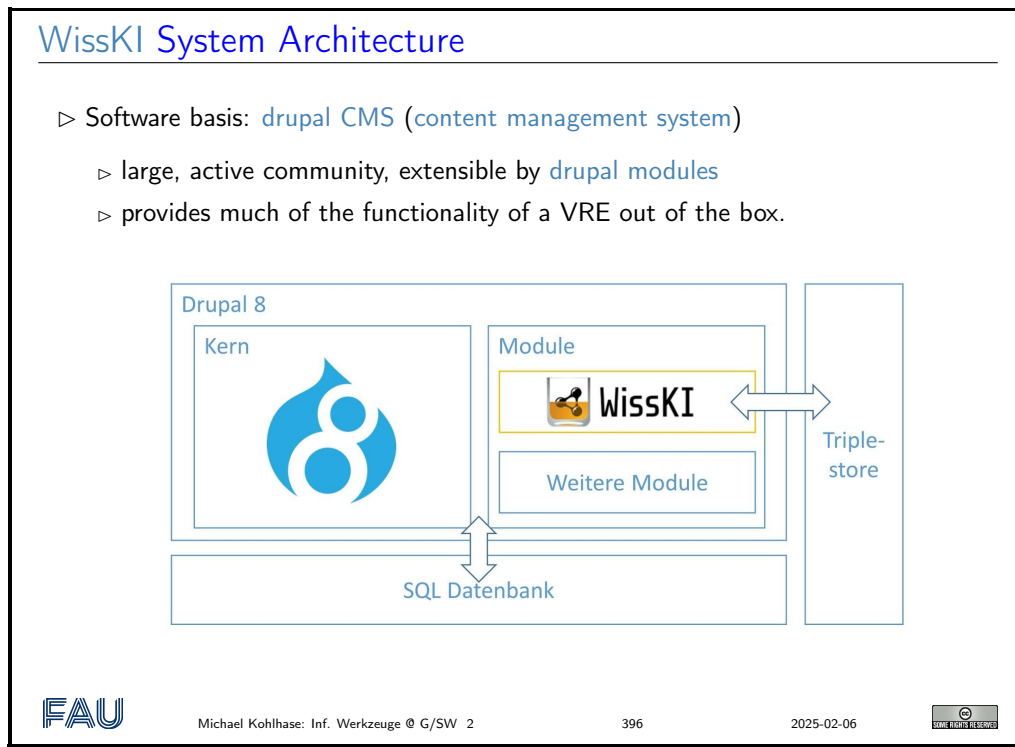 WissKI System Architecture
▷ Software basis: drupal CMS (content management system)
▷ large, active community, extensible by drupal modules
▷ provides much of the functionality of a VRE out of the box.
Drupal 8
Kern
8
Module
WissKI
Weitere Module
Triple-
store
SQL Datenbank
FAU
Michael Kohlhase: Inf. Werkzeuge @ G/SW 2
396
2025-02-06
cc
SOME RIGHTS RESERVED